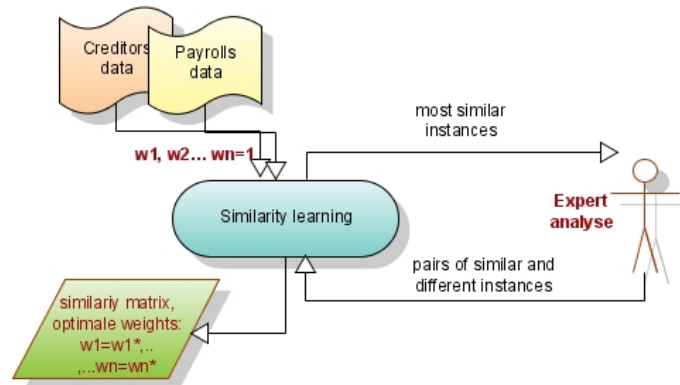 Creditors
data
Payrolls
data
most similar
instances
w1, w2... wn=1
Similarity learning
Expert
analyse
pairs of similar and
different instances
similariy matrix,
optimale weights:
w1=w1*,..
,...wn=wn*